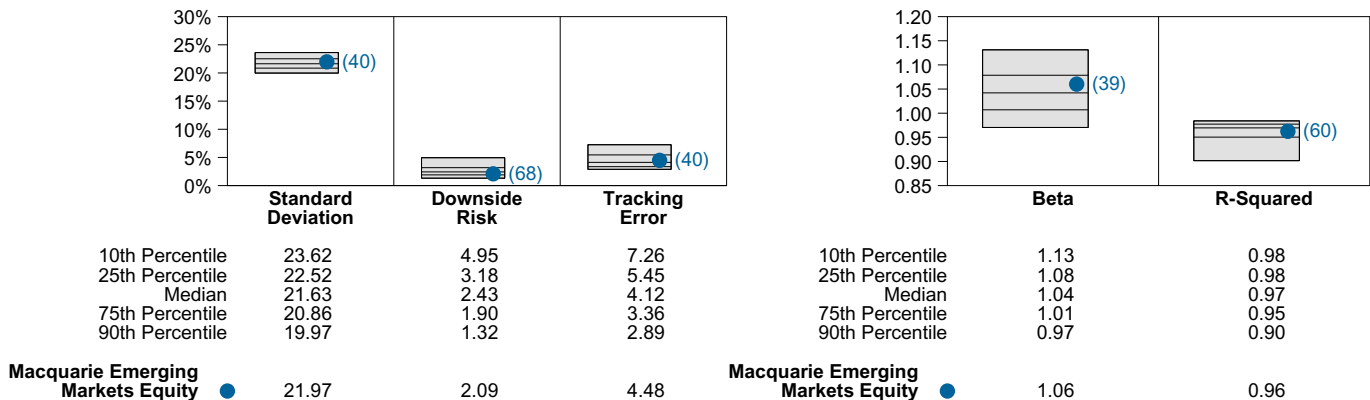 30%
25%
20%
15%
10%
5%
0%
(40)
(68)
(40)
Standard Deviation
Downside Risk
Tracking Error
10th Percentile 23.62 4.95 7.26
25th Percentile 22.52 3.18 5.45
Median 21.63 2.43 4.12
75th Percentile 20.86 1.90 3.36
90th Percentile 19.97 1.32 2.89
Macquarie Emerging
Markets Equity 21.97 2.09 4.48
1.20
1.15
1.10
1.05
1.00
0.95
0.90
0.85
(39)
(60)
Beta R-Squared
10th Percentile 1.13 0.98
25th Percentile 1.08 0.98
Median 1.04 0.97
75th Percentile 1.01 0.95
90th Percentile 0.97 0.90
Macquarie Emerging
Markets Equity 1.06 0.96